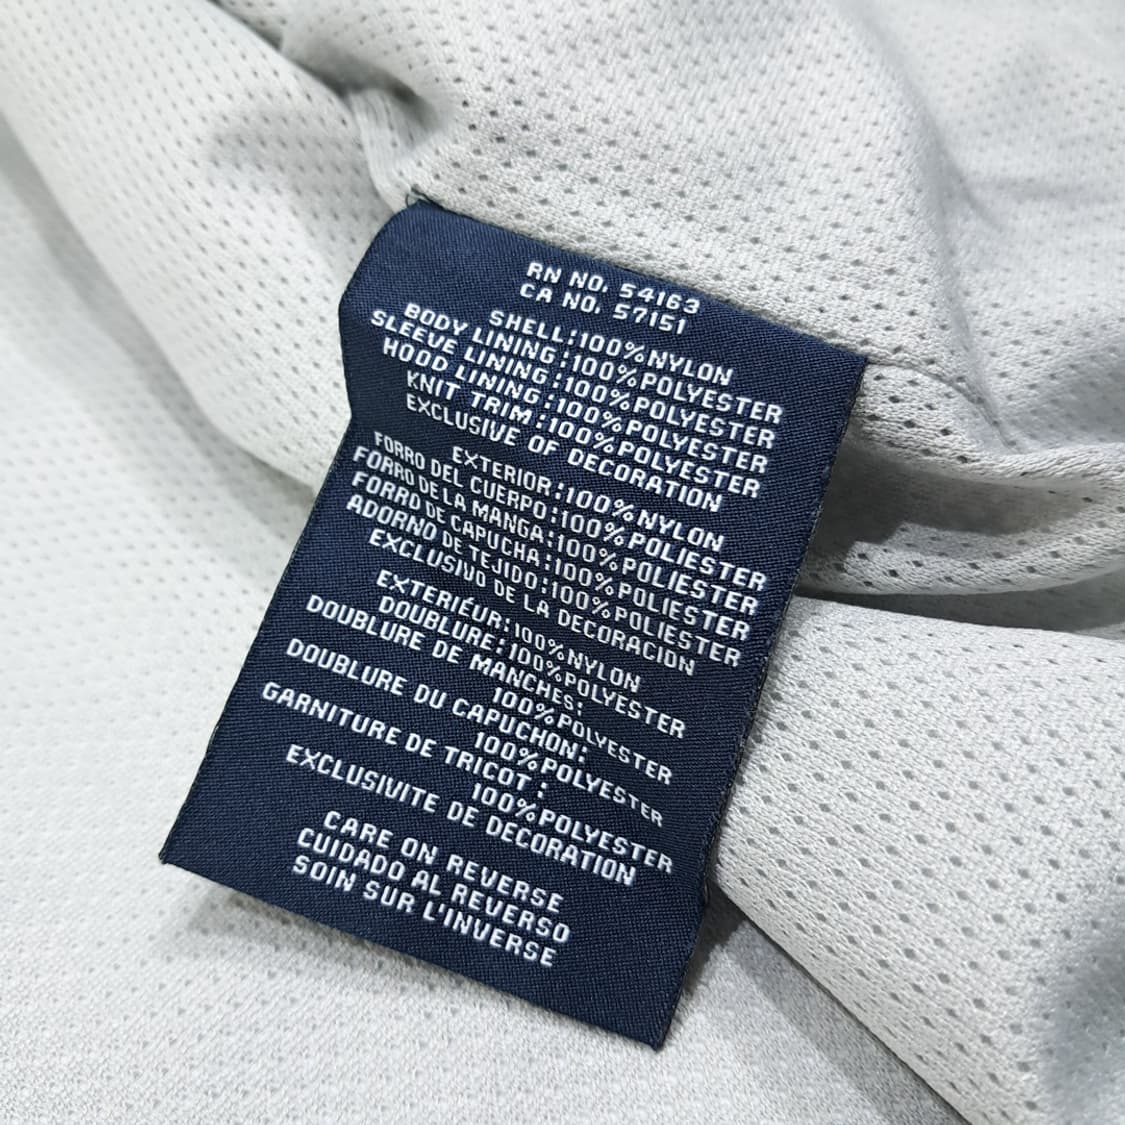 RN NO. 54163
CA NO. 57151
SHELL:100%NYLON
BODY LINING:100%POLYESTER
SLEEVE LINING:100%POLYESTER
HOOD LINING:100%POLYESTER
KNIT TRIM:100%POLYESTER
EXCLUSIVE OF DECORATION
EXTERIOR:100%NYLON
FORRO DEL CUERPO:100%POLIESTER
FORRO DE LA MANGA:100%POLIESTER
FORRO DE CAPUCHA:100%POLIESTER
ADORNO DE TEJIDO:100%POLIESTER
EXCLUSIVO DE LA DECORACION
EXTERIÉUR:100%NYLON
DOUBLURE:100%POLYESTER
DOUBLURE DE MANCHES:
100%POLYESTER
DOUBLURE DU CAPUCHON:
100%POLYESTER
GARNITURE DE TRICOT:
100%POLYESTER
EXCLUSIVITE DE DECORATION
CARE ON REVERSE
CUIDADO AL REVERSO
SOIN SUR L'INVERSE